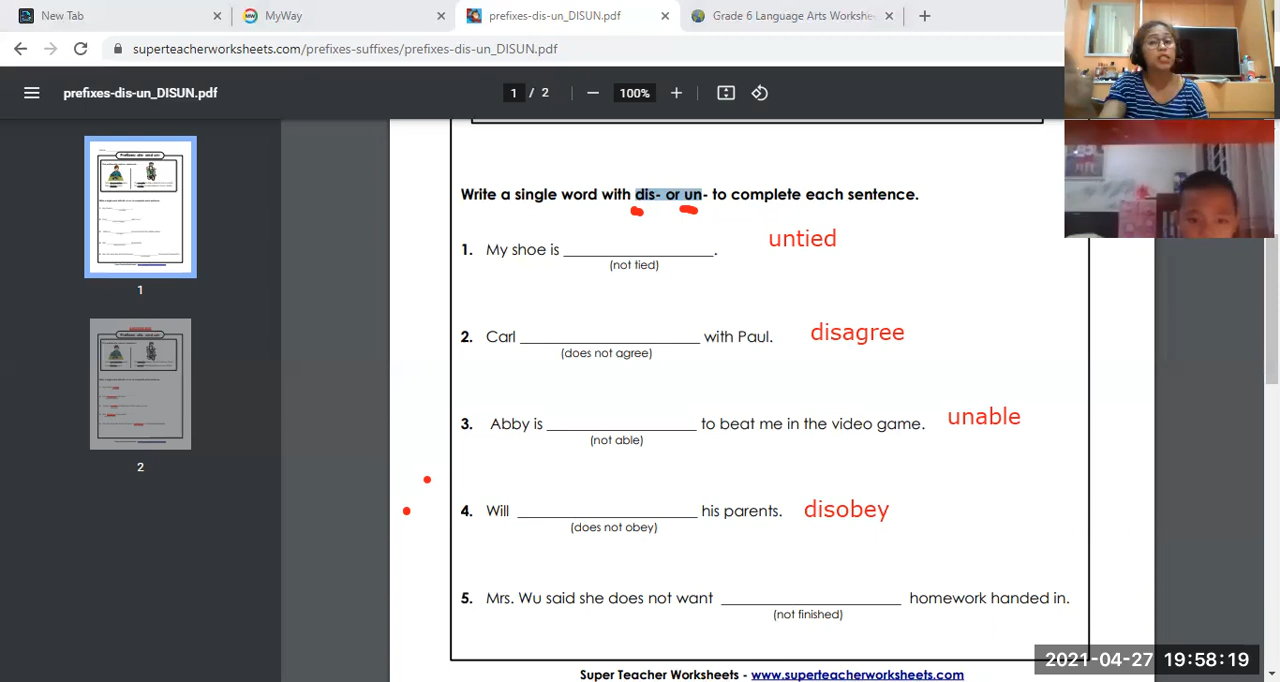 New Tab
MyWay
prefixes-dis-un_DISUN.pdf
Grade 6 Language Arts Workshe
superteacherworksheets.com/prefixes-suffixes/prefixes-dis-un_DISUN.pdf
prefixes-dis-un_DISUN.pdf
1 / 2
100%
Write a single word with dis- or un- to complete each sentence.
1. My shoe is ____________. untied
(not tied)
2. Carl ____________ with Paul. disagree
(does not agree)
3. Abby is ____________ to beat me in the video game. unable
(not able)
4. Will ____________ his parents. disobey
(does not obey)
5. Mrs. Wu said she does not want ____________ homework handed in.
(not finished)
Super Teacher Worksheets - www.superteacherworksheets.com
1
2
2021-04-27 19:58:19